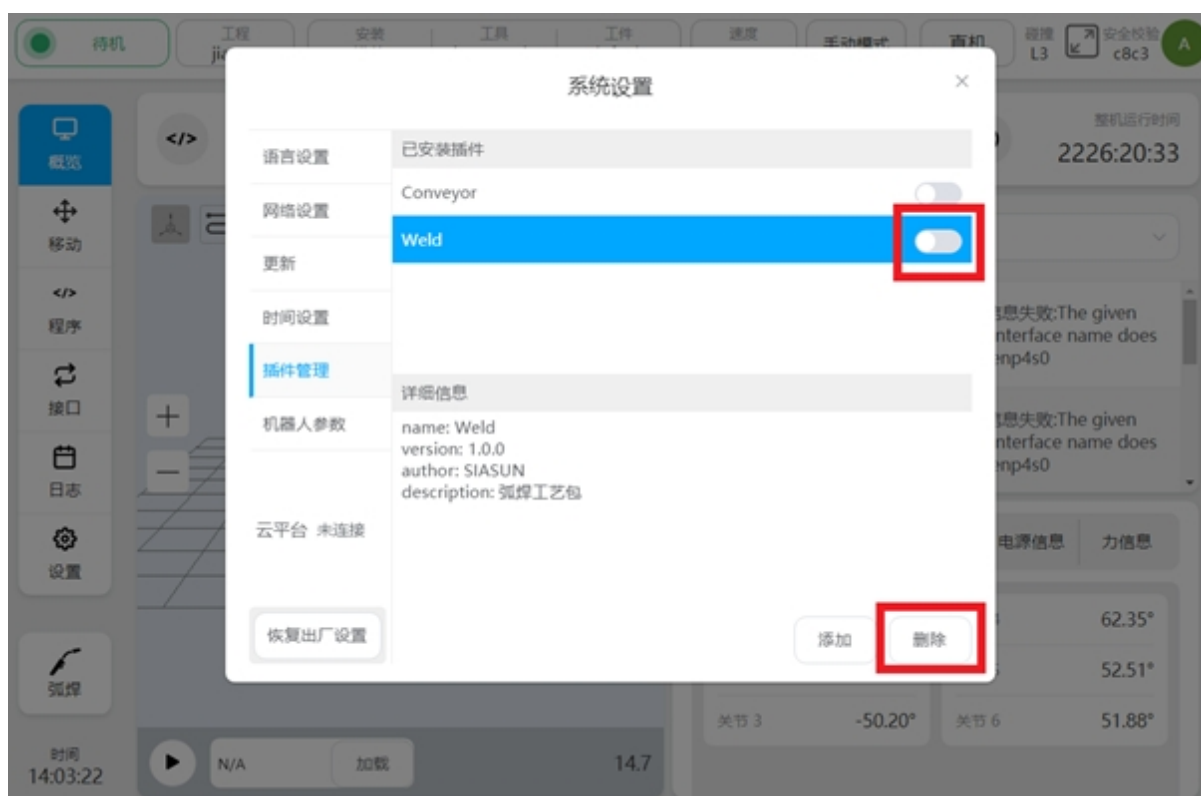 待机
工程
安装
工具
工件
速度
手动模式
真机
碰撞
L3
安全校验
c8c3
A
系统设置
×
概览
移动
</>
程序
接口
日志
设置
弧焊
时间
14:03:22
</>
整机运行时间
2226:20:33
语言设置
网络设置
更新
时间设置
插件管理
机器人参数
云平台 未连接
恢复出厂设置
已安装插件
Conveyor
Weld
详细信息
name: Weld
version: 1.0.0
author: SIASUN
description: 弧焊工艺包
添加
删除
信息失败:The given
nterface name does
enp4s0
信息失败:The given
nterface name does
enp4s0
电源信息
力信息
62.35°
52.51°
关节 3
-50.20°
关节 6
51.88°
N/A
加载
14.7